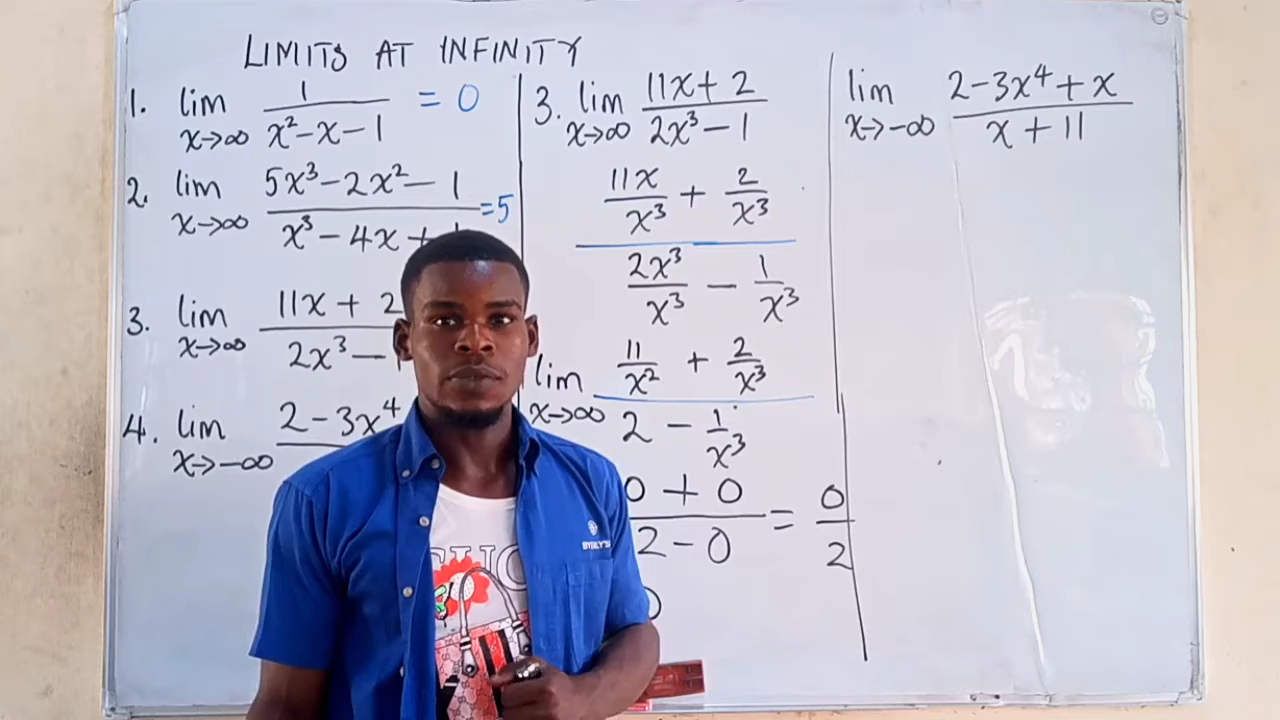 LIMITS AT INFINITY
1. lim x→∞ 1 / x² - x - 1 = 0
2. lim x→∞ 5x³ - 2x² - 1 / x³ - 4x + = 5
3. lim x→∞ 11x + 2 / 2x³ -
4. lim x→-∞ 2 - 3x⁴
3. lim x→∞ 11x + 2 / 2x³ - 1
11x/x³ + 2/x³
2x³/x³ - 1/x³
lim x→∞ 11/x² + 2/x³
2 - 1/x³
0 + 0 / 2 - 0 = 0/2
lim x→-∞ 2 - 3x⁴ + x / x + 11